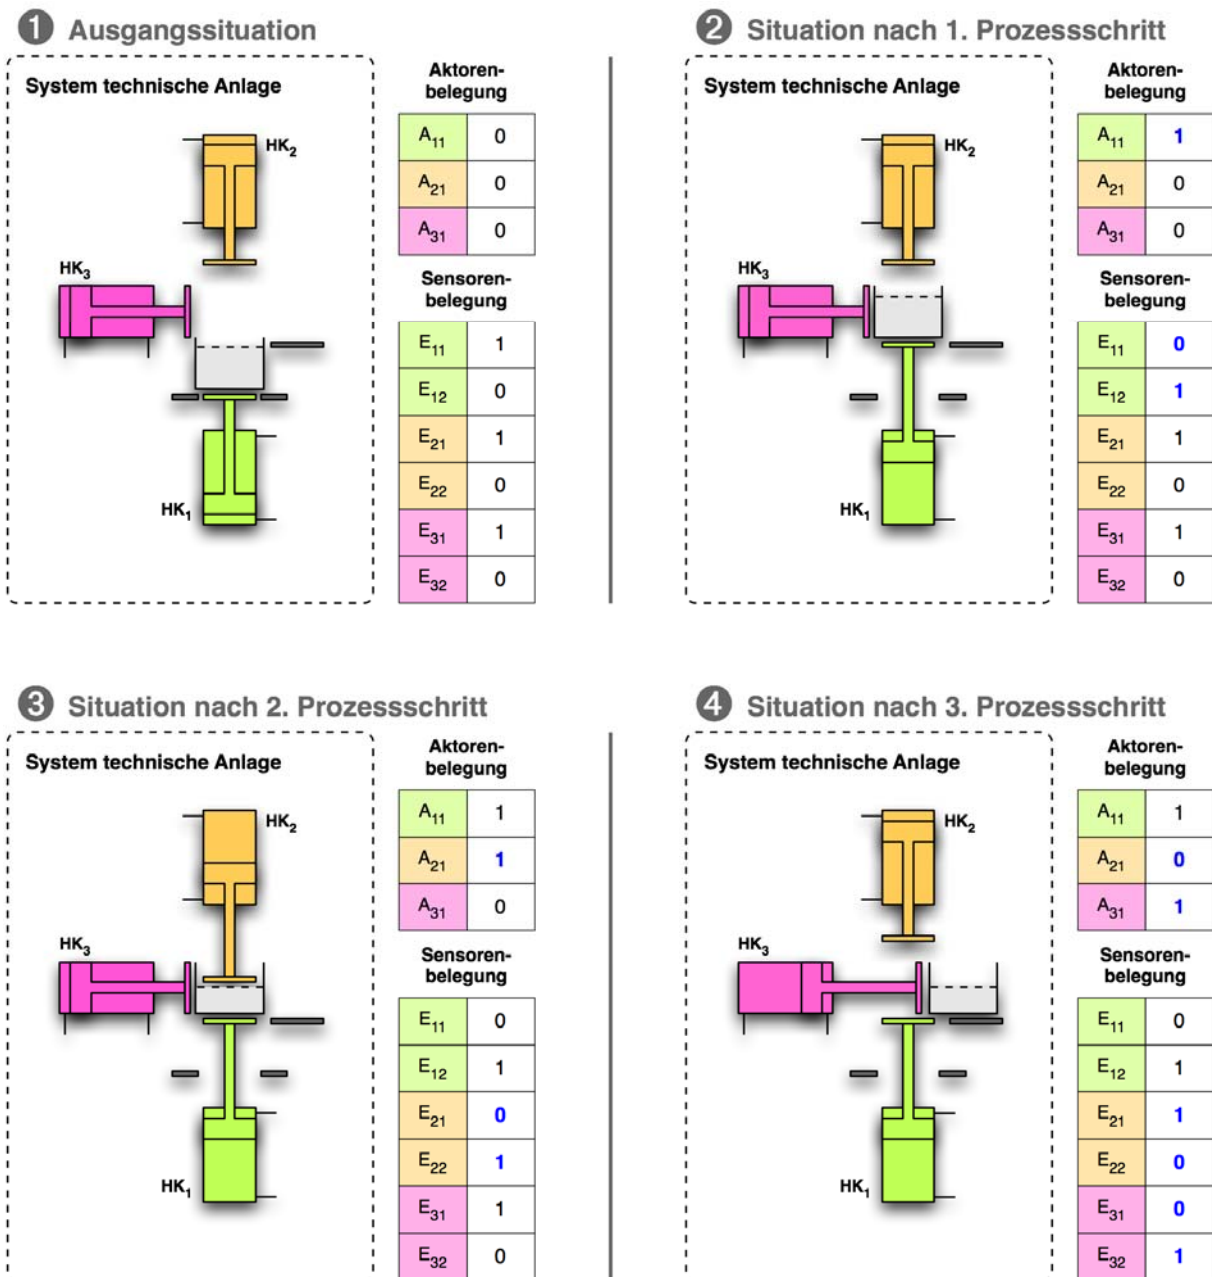 ❶ Ausgangssituation
System technische Anlage
HK2
HK3
HK1
Aktoren-
belegung
A11 0
A21 0
A31 0
Sensoren-
belegung
E11 1
E12 0
E21 1
E22 0
E31 1
E32 0
❷ Situation nach 1. Prozessschritt
System technische Anlage
HK2
HK3
HK1
Aktoren-
belegung
A11 1
A21 0
A31 0
Sensoren-
belegung
E11 0
E12 1
E21 1
E22 0
E31 1
E32 0
❸ Situation nach 2. Prozessschritt
System technische Anlage
HK2
HK3
HK1
Aktoren-
belegung
A11 1
A21 1
A31 0
Sensoren-
belegung
E11 0
E12 1
E21 0
E22 1
E31 1
E32 0
❹ Situation nach 3. Prozessschritt
System technische Anlage
HK2
HK3
HK1
Aktoren-
belegung
A11 1
A21 0
A31 1
Sensoren-
belegung
E11 0
E12 1
E21 1
E22 0
E31 0
E32 1